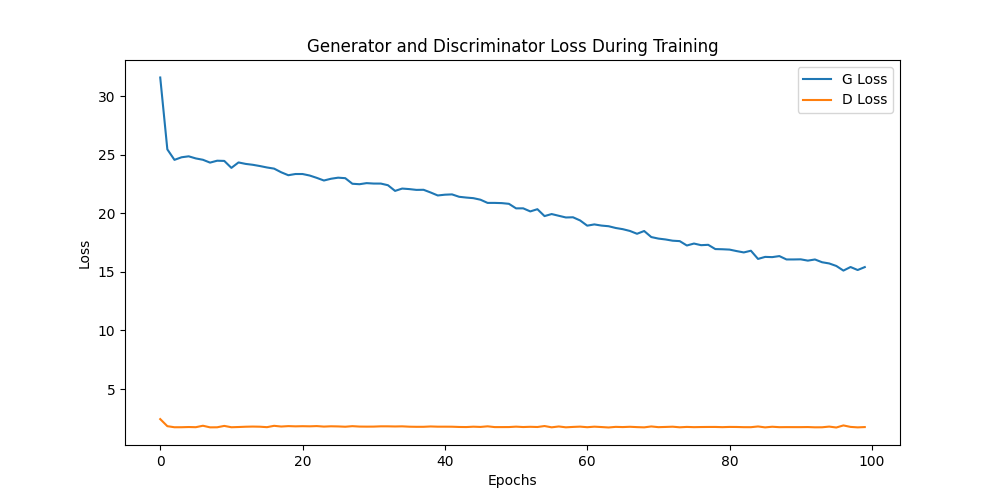 Generator and Discriminator Loss During Training
G Loss
D Loss
Loss
30
25
20
15
10
5
0 20 40 60 80 100
Epochs